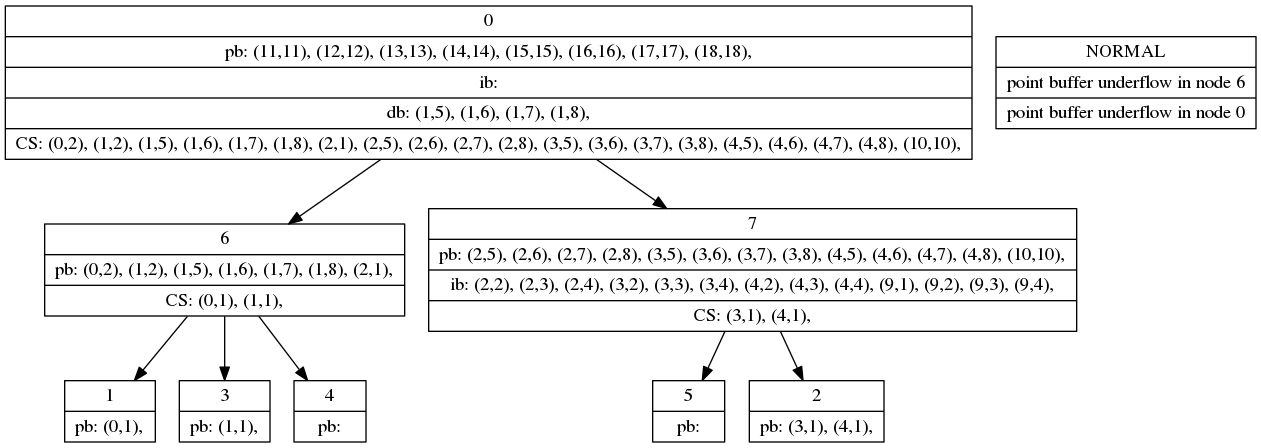 0
pb: (11,11), (12,12), (13,13), (14,14), (15,15), (16,16), (17,17), (18,18),
ib:
db: (1,5), (1,6), (1,7), (1,8),
CS: (0,2), (1,2), (1,5), (1,6), (1,7), (1,8), (2,1), (2,5), (2,6), (2,7), (2,8), (3,5), (3,6), (3,7), (3,8), (4,5), (4,6), (4,7), (4,8), (10,10),
NORMAL
point buffer underflow in node 6
point buffer underflow in node 0
6
pb: (0,2), (1,2), (1,5), (1,6), (1,7), (1,8), (2,1),
CS: (0,1), (1,1),
7
pb: (2,5), (2,6), (2,7), (2,8), (3,5), (3,6), (3,7), (3,8), (4,5), (4,6), (4,7), (4,8), (10,10),
ib: (2,2), (2,3), (2,4), (3,2), (3,3), (3,4), (4,2), (4,3), (4,4), (9,1), (9,2), (9,3), (9,4),
CS: (3,1), (4,1),
1
pb: (0,1),
3
pb: (1,1),
4
pb:
5
pb:
2
pb: (3,1), (4,1),